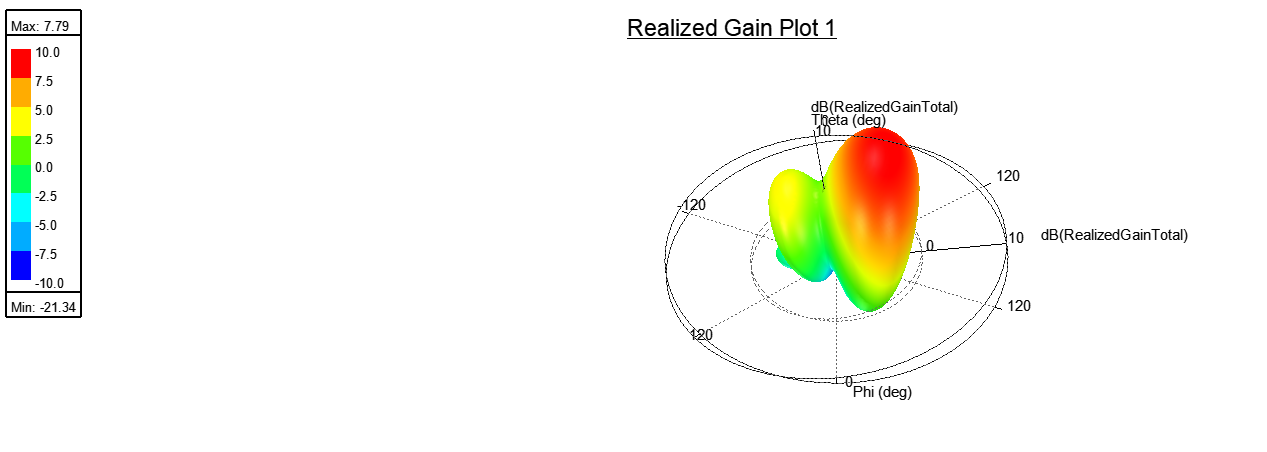 Realized Gain Plot 1
Max: 7.79
10.0
7.5
5.0
2.5
0.0
-2.5
-5.0
-7.5
-10.0
Min: -21.34
dB(RealizedGainTotal)
Theta (deg)
10
120
-120
10
dB(RealizedGainTotal)
0
120
120
0
Phi (deg)